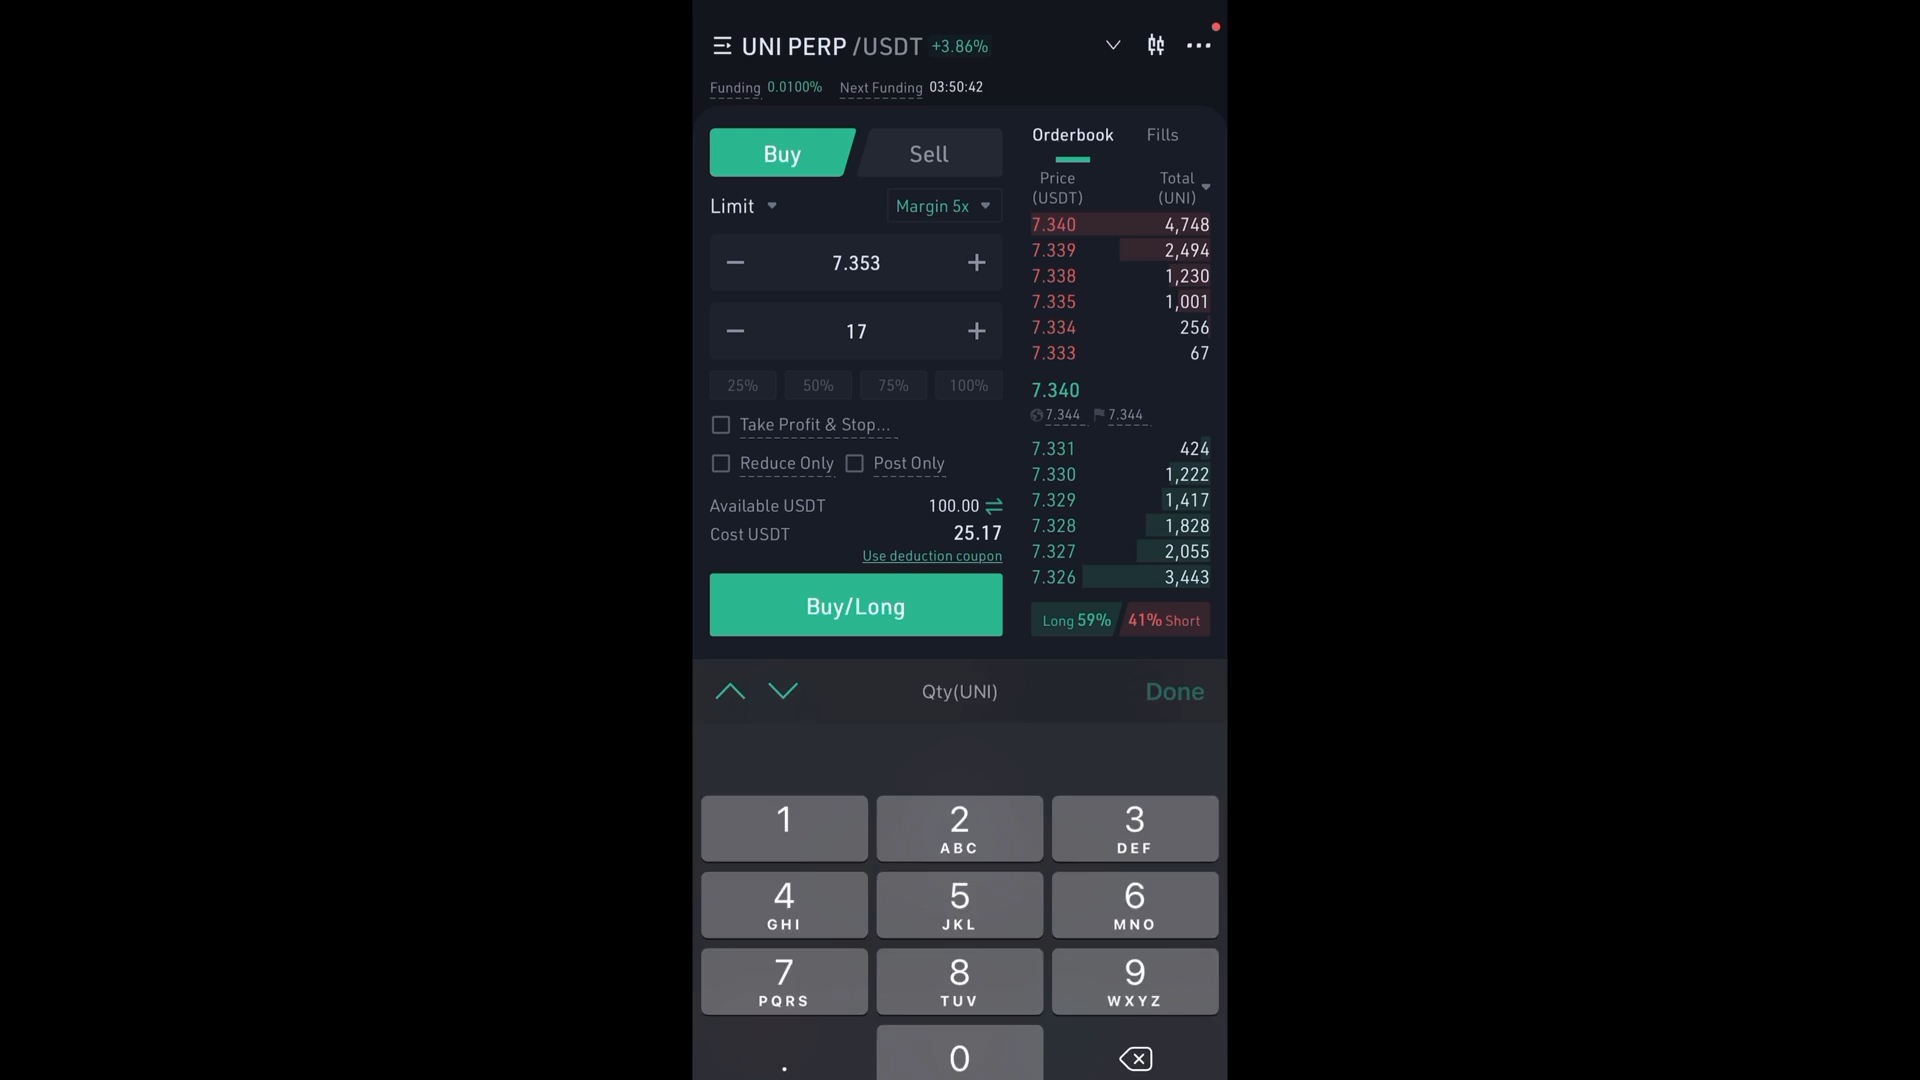 UNI PERP /USDT +3.86%
Funding 0.0100% Next Funding 03:50:42
Buy
Sell
Limit
Margin 5x
7.353
17
25%
50%
75%
100%
Take Profit & Stop...
Reduce Only
Post Only
Available USDT 100.00
Cost USDT 25.17
Use deduction coupon
Buy/Long
Orderbook
Fills
Price (USDT)
Total (UNI)
7.340 4,748
7.339 2,494
7.338 1,230
7.335 1,001
7.334 256
7.333 67
7.340
7.344 7.344
7.331 424
7.330 1,222
7.329 1,417
7.328 1,828
7.327 2,055
7.326 3,443
Long 59% 41% Short
Qty(UNI)
Done
1
2 ABC
3 DEF
4 GHI
5 JKL
6 MNO
7 PQRS
8 TUV
9 WXYZ
.
0